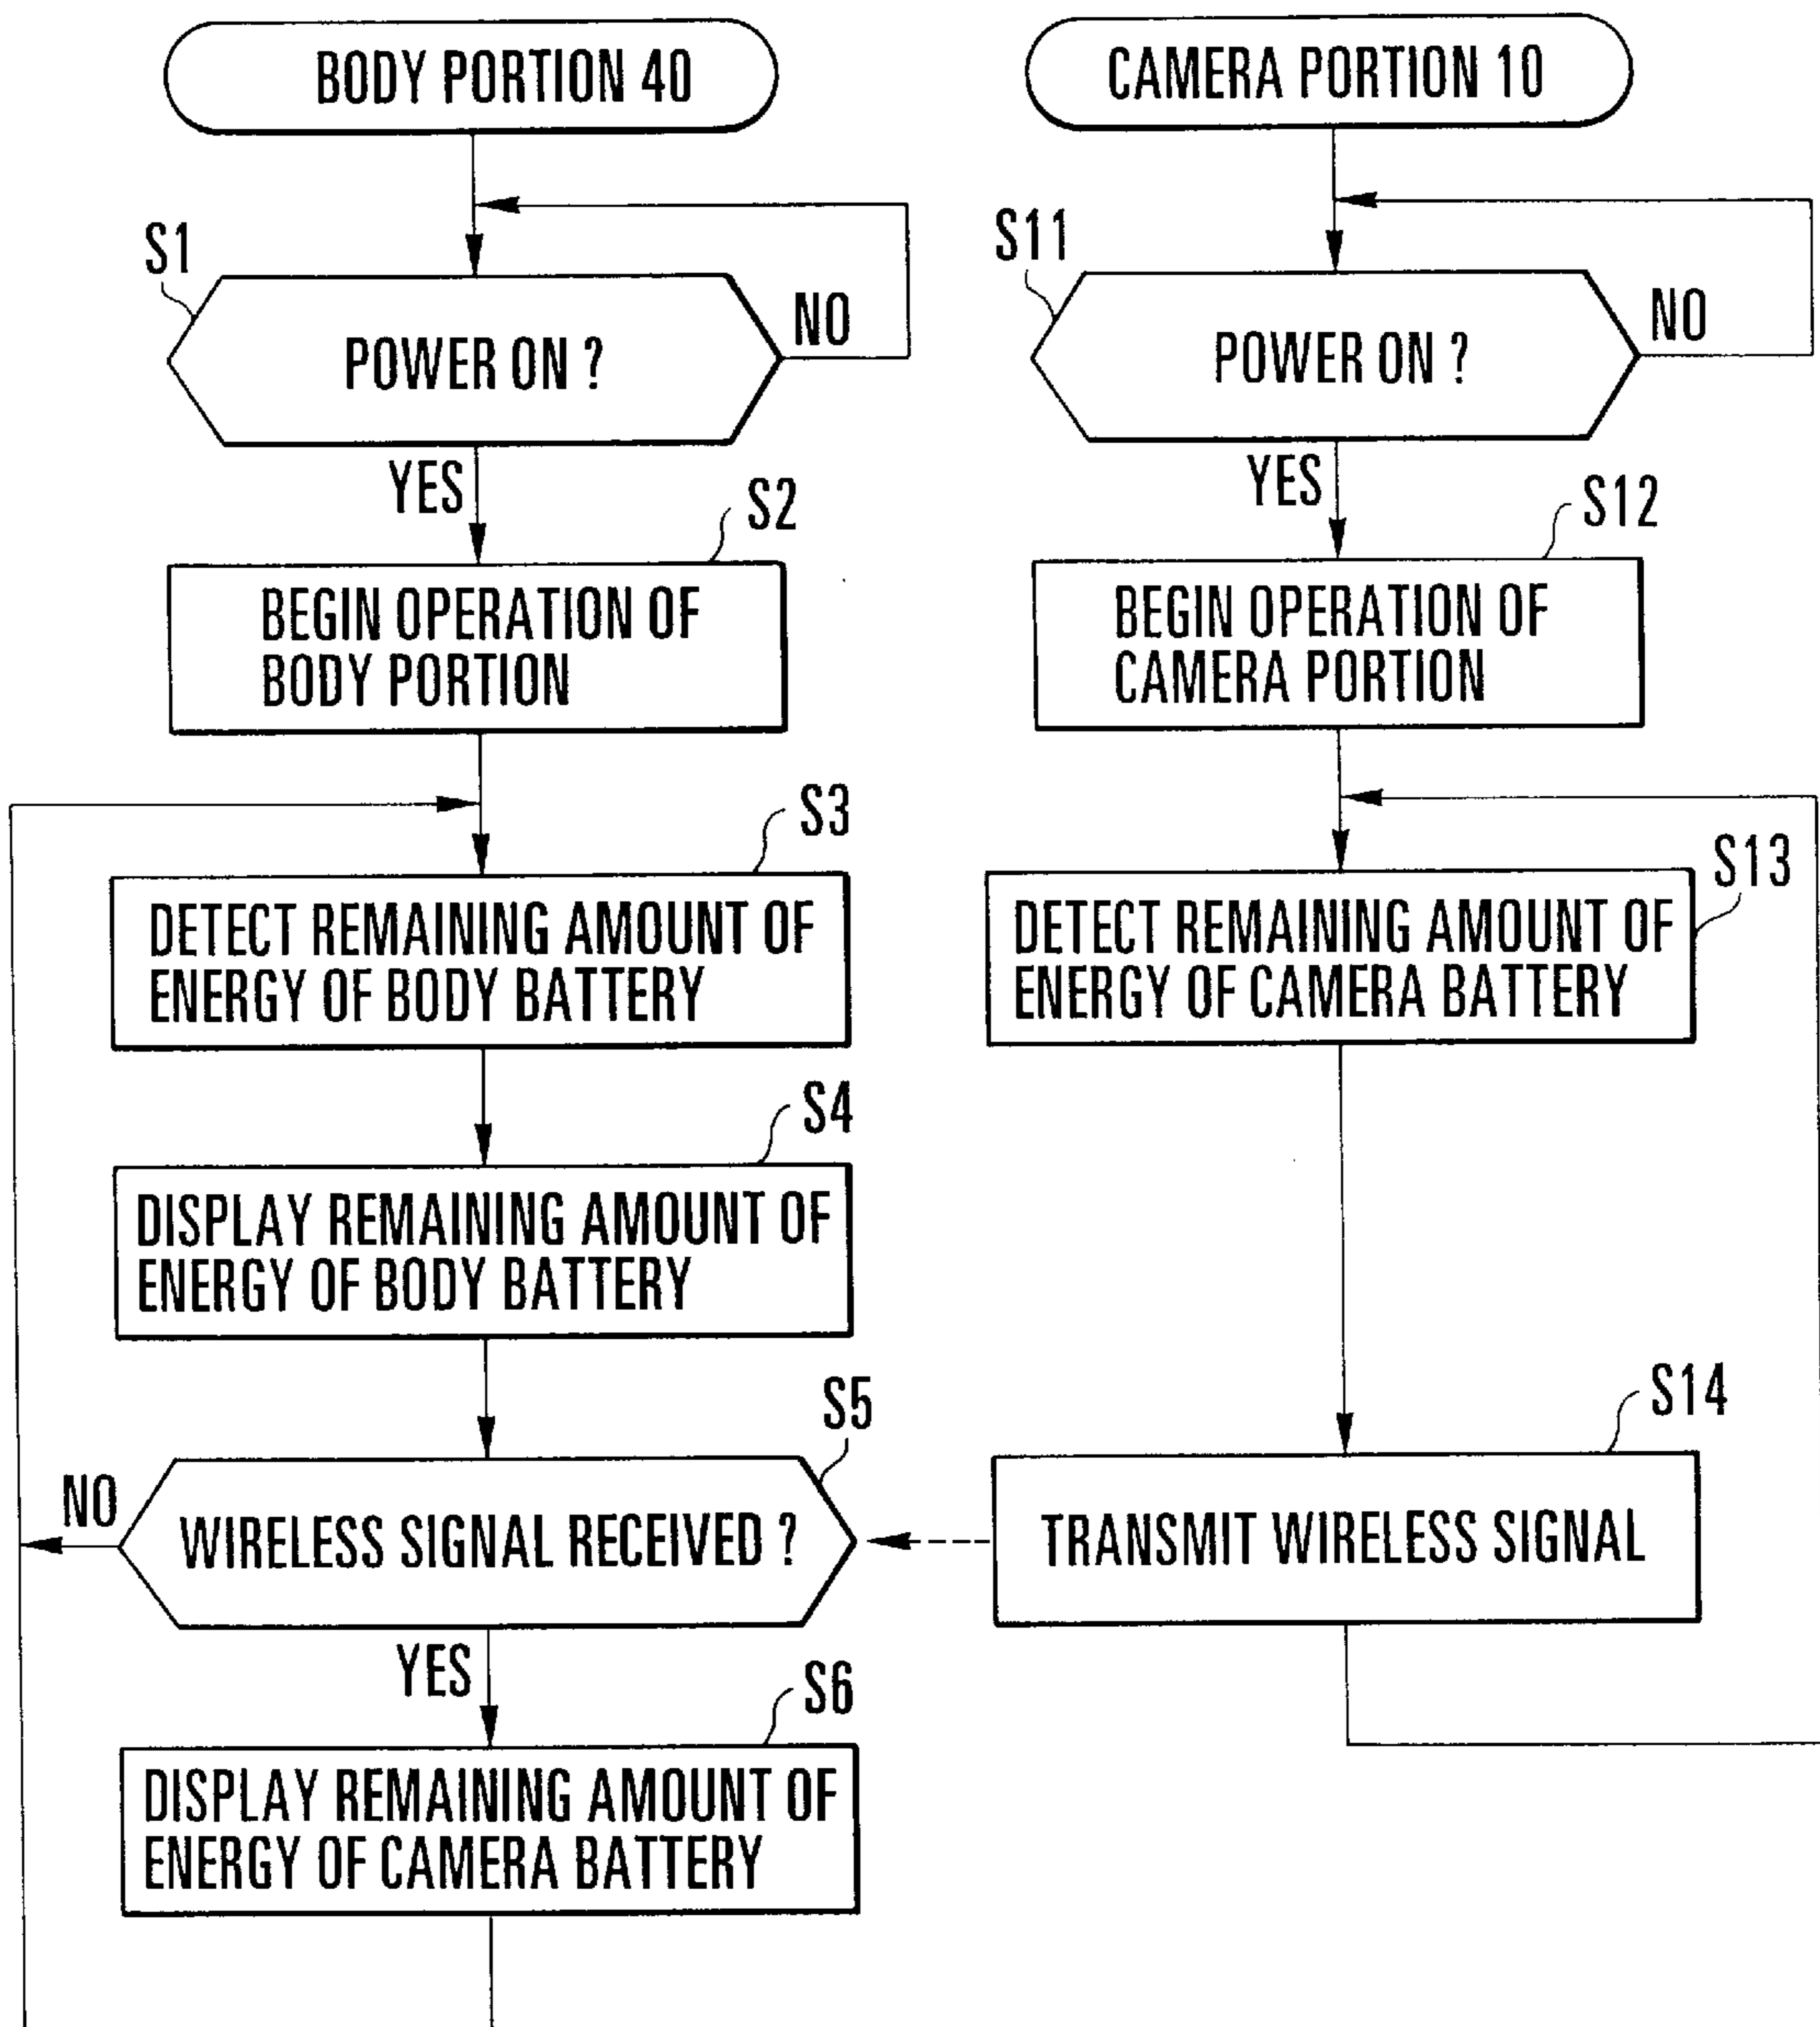 BODY PORTION 40
S1
POWER ON ?
NO
YES
S2
BEGIN OPERATION OF
BODY PORTION
S3
DETECT REMAINING AMOUNT OF
ENERGY OF BODY BATTERY
S4
DISPLAY REMAINING AMOUNT OF
ENERGY OF BODY BATTERY
S5
NO
WIRELESS SIGNAL RECEIVED ?
YES
S6
DISPLAY REMAINING AMOUNT OF
ENERGY OF CAMERA BATTERY
CAMERA PORTION 10
S11
POWER ON ?
NO
YES
S12
BEGIN OPERATION OF
CAMERA PORTION
S13
DETECT REMAINING AMOUNT OF
ENERGY OF CAMERA BATTERY
S14
TRANSMIT WIRELESS SIGNAL